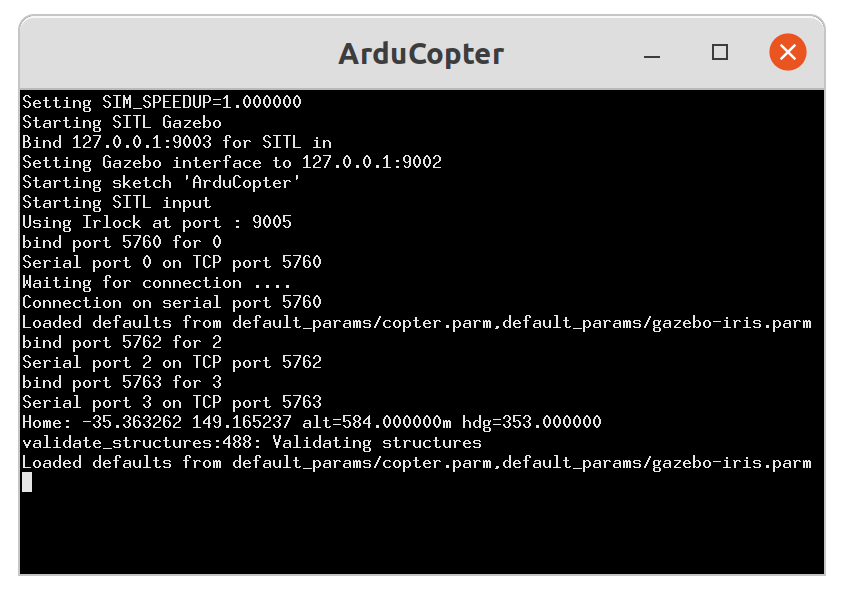 ArduCopter
Setting SIM_SPEEDUP=1.000000
Starting SITL Gazebo
Bind 127.0.0.1:9003 for SITL in
Setting Gazebo interface to 127.0.0.1:9002
Starting sketch 'ArduCopter'
Starting SITL input
Using Irlock at port : 9005
bind port 5760 for 0
Serial port 0 on TCP port 5760
Waiting for connection ....
Connection on serial port 5760
Loaded defaults from default_params/copter.parm,default_params/gazebo-iris.parm
bind port 5762 for 2
Serial port 2 on TCP port 5762
bind port 5763 for 3
Serial port 3 on TCP port 5763
Home: -35.363262 149.165237 alt=584.000000m hdg=353.000000
validate_structures:488: Validating structures
Loaded defaults from default_params/copter.parm,default_params/gazebo-iris.parm